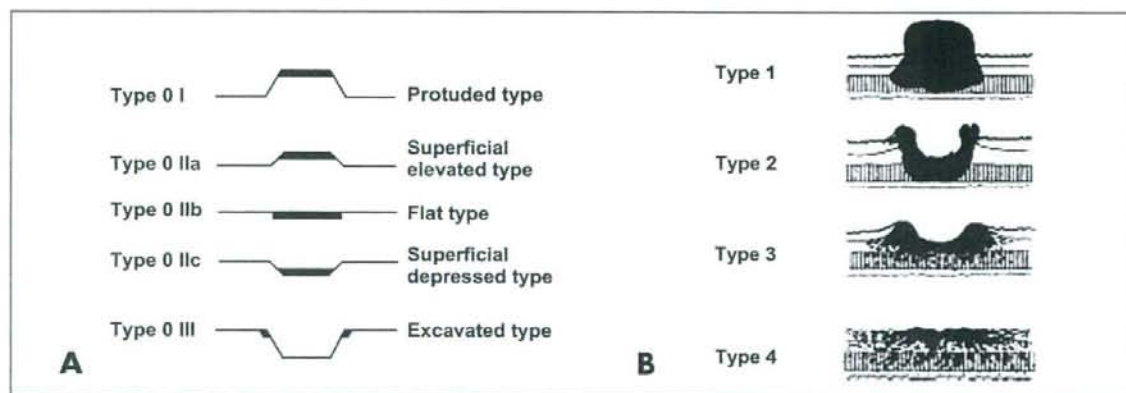 Type 0 I
Protuded type
Type 0 IIa
Superficial
elevated type
Type 0 IIb
Flat type
Type 0 IIc
Superficial
depressed type
Type 0 III
Excavated type
A
Type 1
Type 2
Type 3
Type 4
B